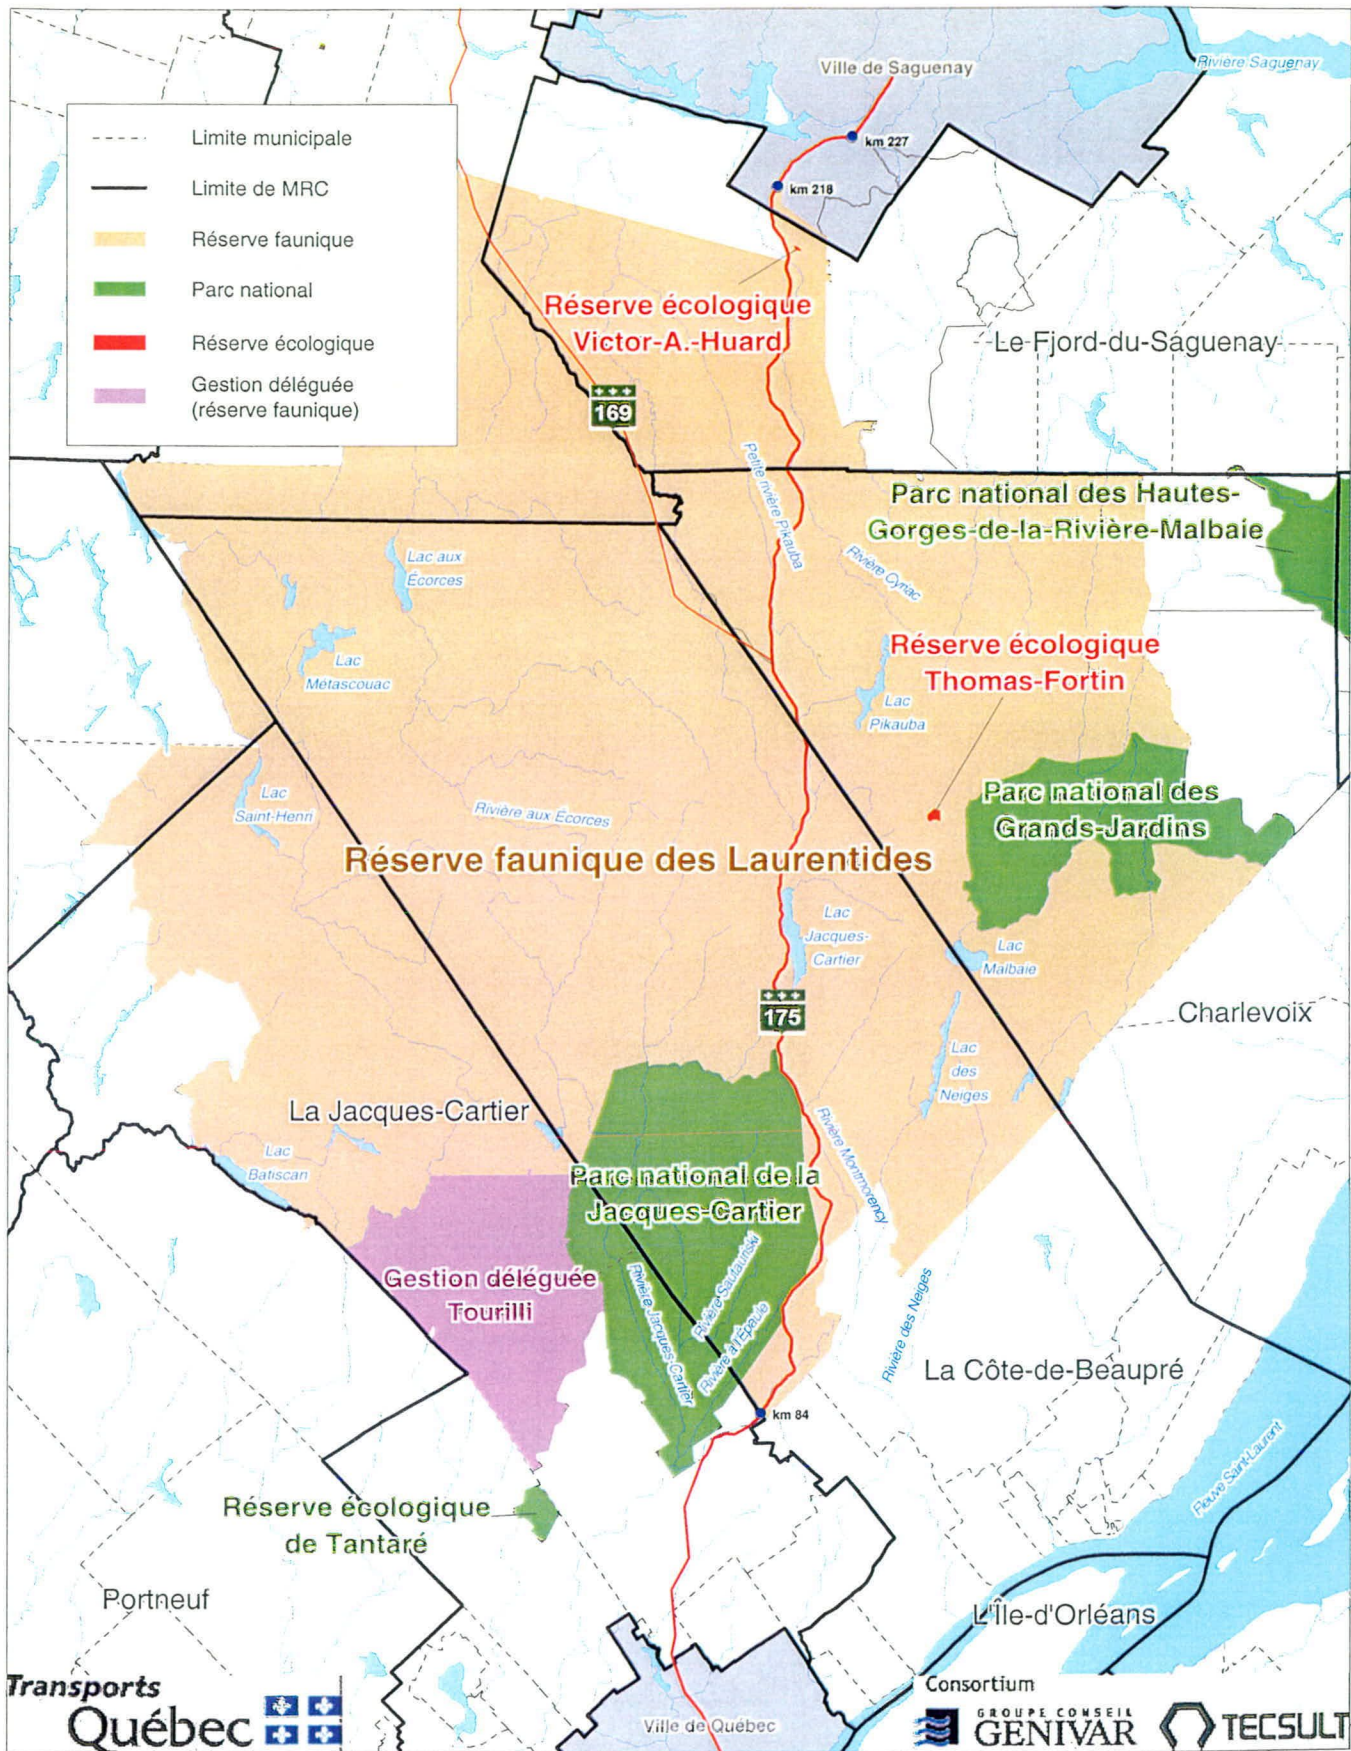 Ville de Saguenay
Rivière Saguenay
km 227
km 218
Limite municipale
Limite de MRC
Réserve faunique
Parc national
Réserve écologique
Gestion déléguée
(réserve faunique)
Réserve écologique
Victor-A.-Huard
Le Fjord-du-Saguenay
169
Petite rivière Pikauba
Parc national des Hautes-
Gorges-de-la-Rivière-Malbaie
Lac aux
Écorces
Rivière Cyriac
Réserve écologique
Thomas-Fortin
Lac
Métascouac
Lac
Pikauba
Lac
Saint-Henri
Rivière aux Écorces
Parc national des
Grands-Jardins
Réserve faunique des Laurentides
Lac
Jacques-
Cartier
Lac
Malbaie
175
Charlevoix
Lac
des
Neiges
La Jacques-Cartier
Rivière Montmorency
Lac
Batiscan
Parc national de la
Jacques-Cartier
Gestion déléguée
Tourilli
Rivière Jacques-Cartier
Rivière Sautauriski
Rivière à l'Épaule
Rivière des Neiges
La Côte-de-Beaupré
km 84
Fleuve Saint-Laurent
Réserve écologique
de Tantaré
Portneuf
L'Île-d'Orléans
Ville de Québec
Transports
Québec
Consortium
GROUPE CONSEIL
GENIVAR
TECSULT